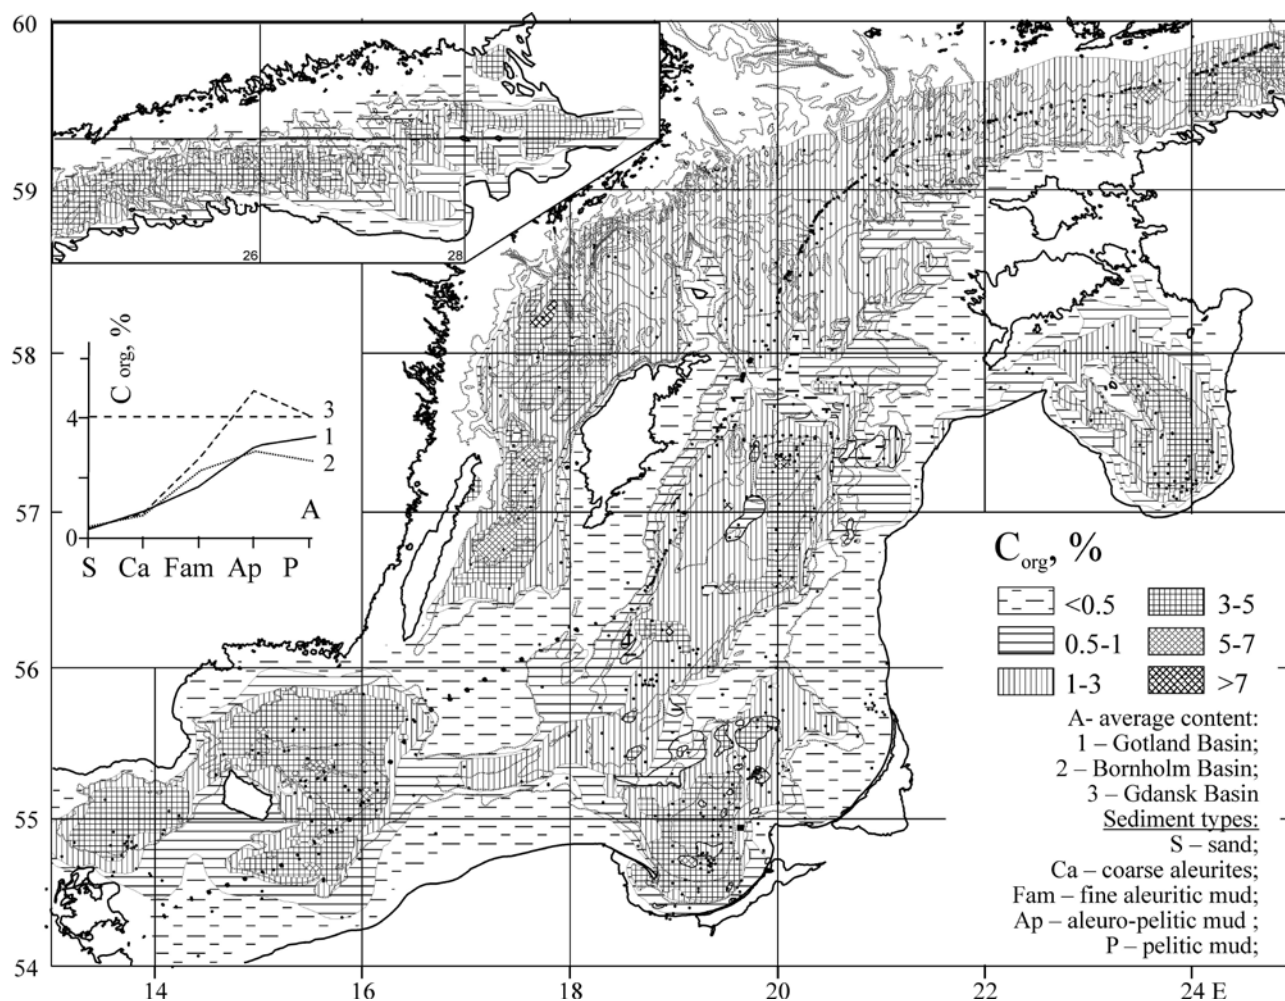 60
59
58
57
56
55
54
26
28
C org, %
4
0
3
1
2
A
S Ca Fam Ap P
C org, %
<0.5
3-5
0.5-1
5-7
1-3
>7
A- average content:
1 – Gotland Basin;
2 – Bornholm Basin;
3 – Gdansk Basin
Sediment types:
S – sand;
Ca – coarse aleurites;
Fam – fine aleuritic mud;
Ap – aleuro-pelitic mud ;
P – pelitic mud;
14 16 18 20 22 24 E